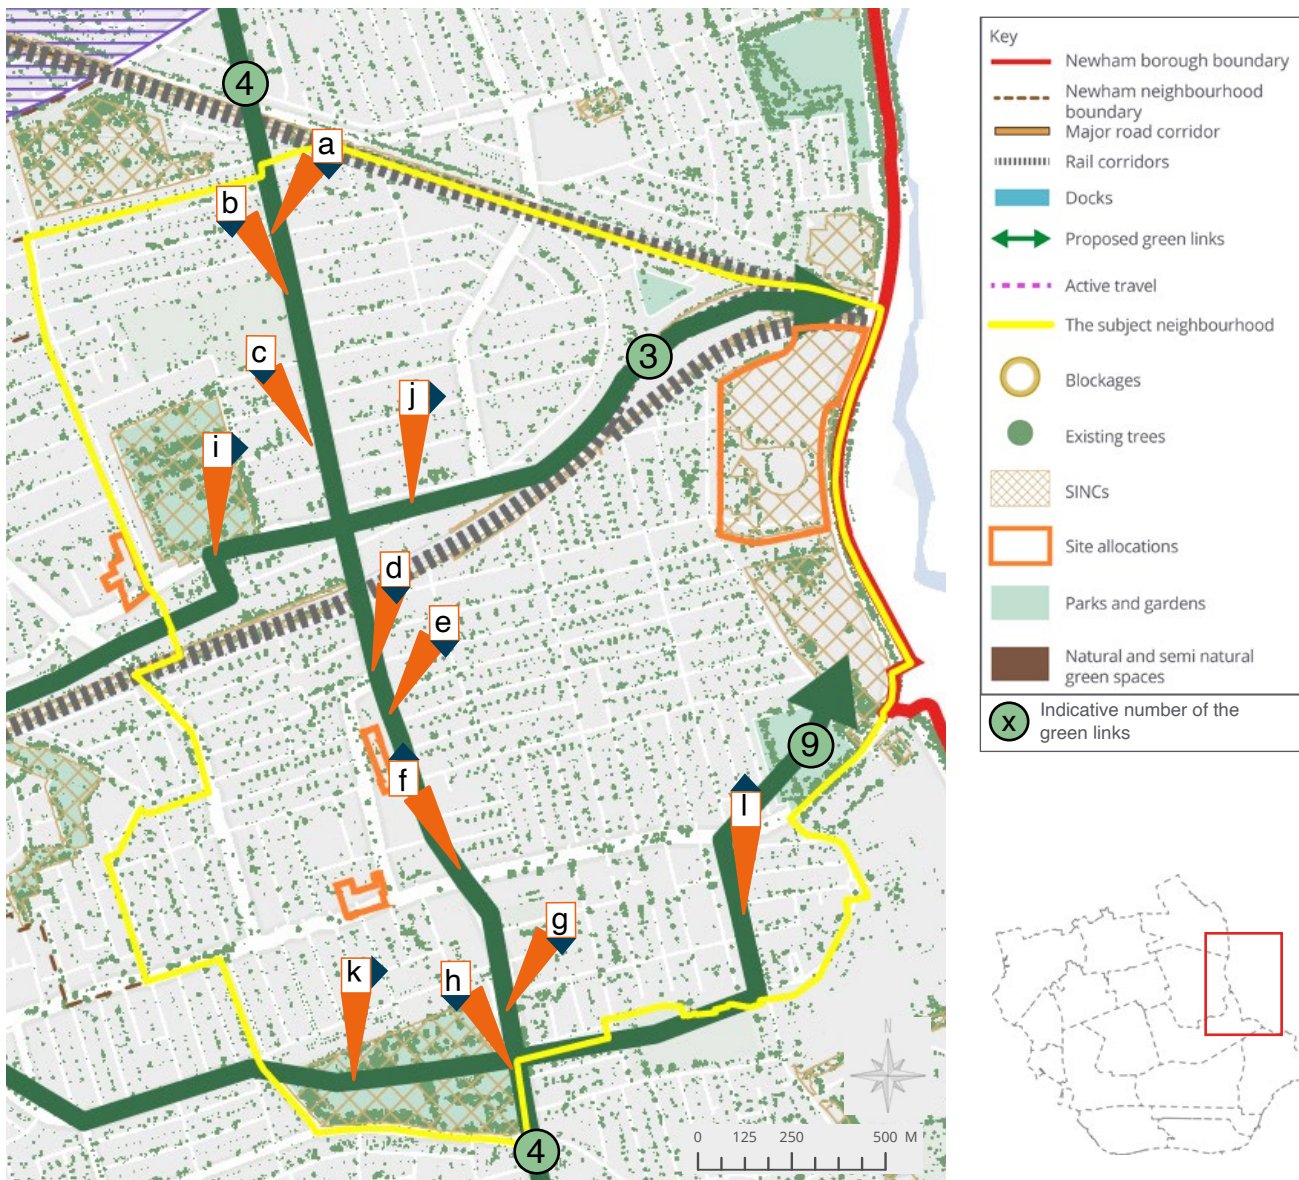 4
a
b
c
j
3
i
d
e
f
9
l
g
k
h
N
0 125 250 500 M
4
Key
Newham borough boundary
Newham neighbourhood
boundary
Major road corridor
Rail corridors
Docks
Proposed green links
Active travel
The subject neighbourhood
Blockages
Existing trees
SINCs
Site allocations
Parks and gardens
Natural and semi natural
green spaces
x
Indicative number of the
green links